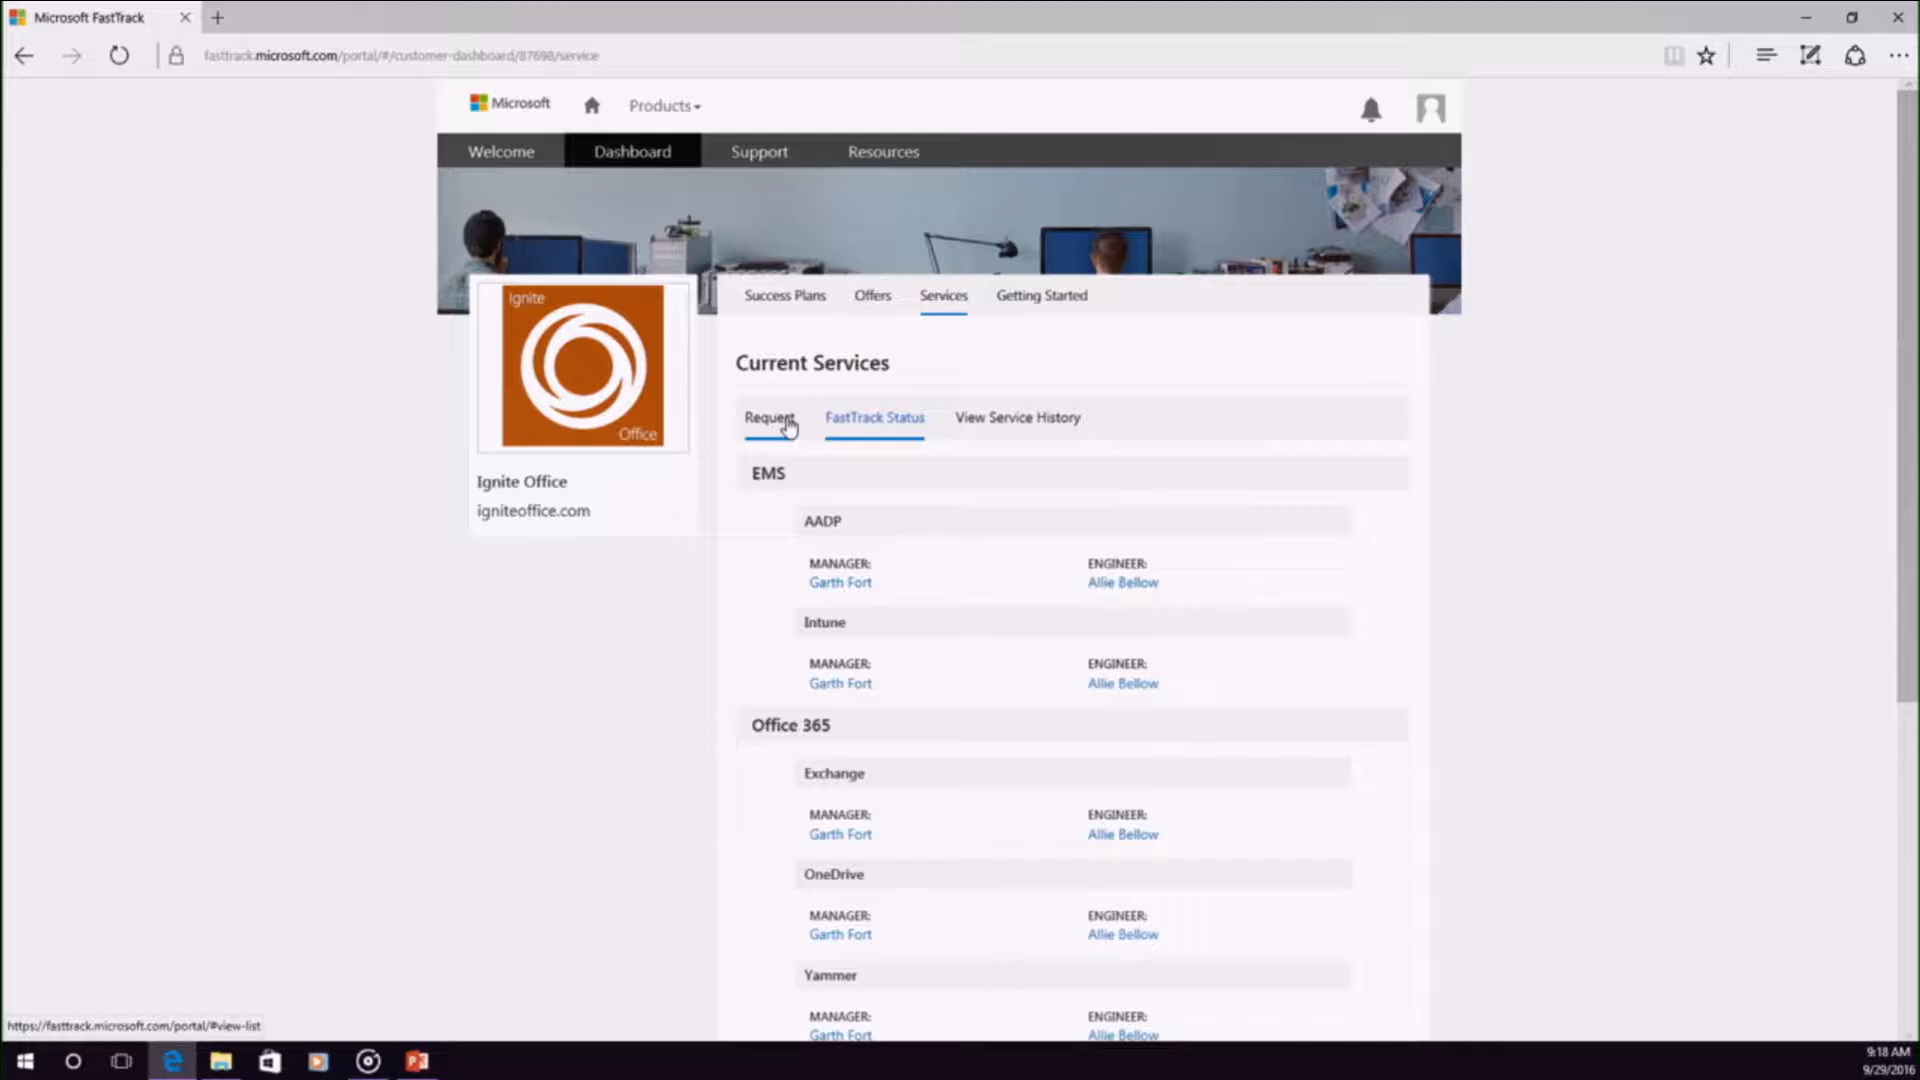 Microsoft FastTrack
fasttrack.microsoft.com/portal/#/customer-dashboard/87698/service
Microsoft Products
Welcome Dashboard Support Resources
Success Plans Offers Services Getting Started
Ignite
Office
Ignite Office
igniteoffice.com
Current Services
Request FastTrack Status View Service History
EMS
AADP
MANAGER: ENGINEER:
Garth Fort Allie Bellow
Intune
MANAGER: ENGINEER:
Garth Fort Allie Bellow
Office 365
Exchange
MANAGER: ENGINEER:
Garth Fort Allie Bellow
OneDrive
MANAGER: ENGINEER:
Garth Fort Allie Bellow
Yammer
MANAGER: ENGINEER:
Garth Fort Allie Bellow
https://fasttrack.microsoft.com/portal/#view-list
9:18 AM
9/29/2016